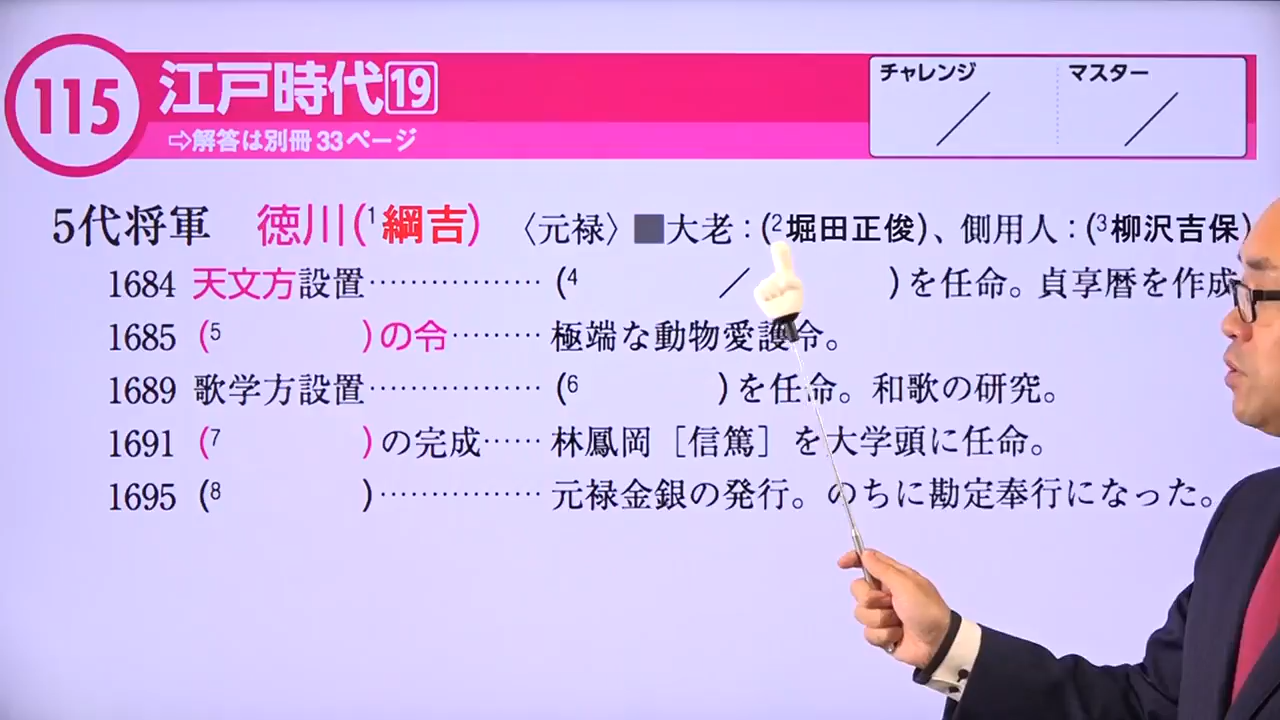 115 江戸時代19
⇨解答は別冊33ページ
チャレンジ
マスター
5代将軍 徳川(1綱吉) 〈元禄〉■大老：(2堀田正俊)、側用人：(3柳沢吉保)
1684 天文方設置……………… (4 ／ )を任命。貞享暦を作成
1685 (5 )の令……… 極端な動物愛護令。
1689 歌学方設置……………… (6 )を任命。和歌の研究。
1691 (7 )の完成…… 林鳳岡［信篤］を大学頭に任命。
1695 (8 )……………… 元禄金銀の発行。のちに勘定奉行になった。